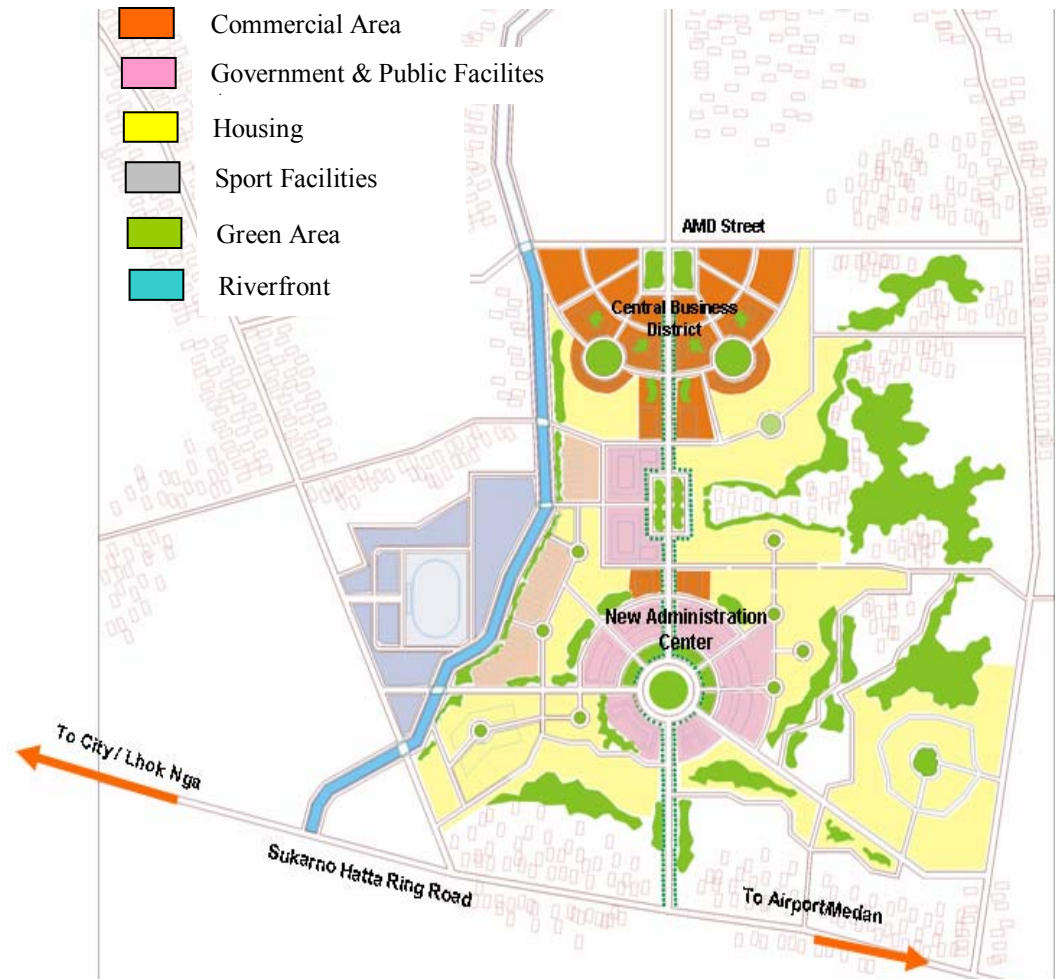 Commercial Area
Government & Public Facilites
Housing
Sport Facilities
Green Area
Riverfront
AMD Street
Central Business
District
New Administration
Center
To City / Lhok Nga
Sukarno Hatta Ring Road
To Airport/Medan